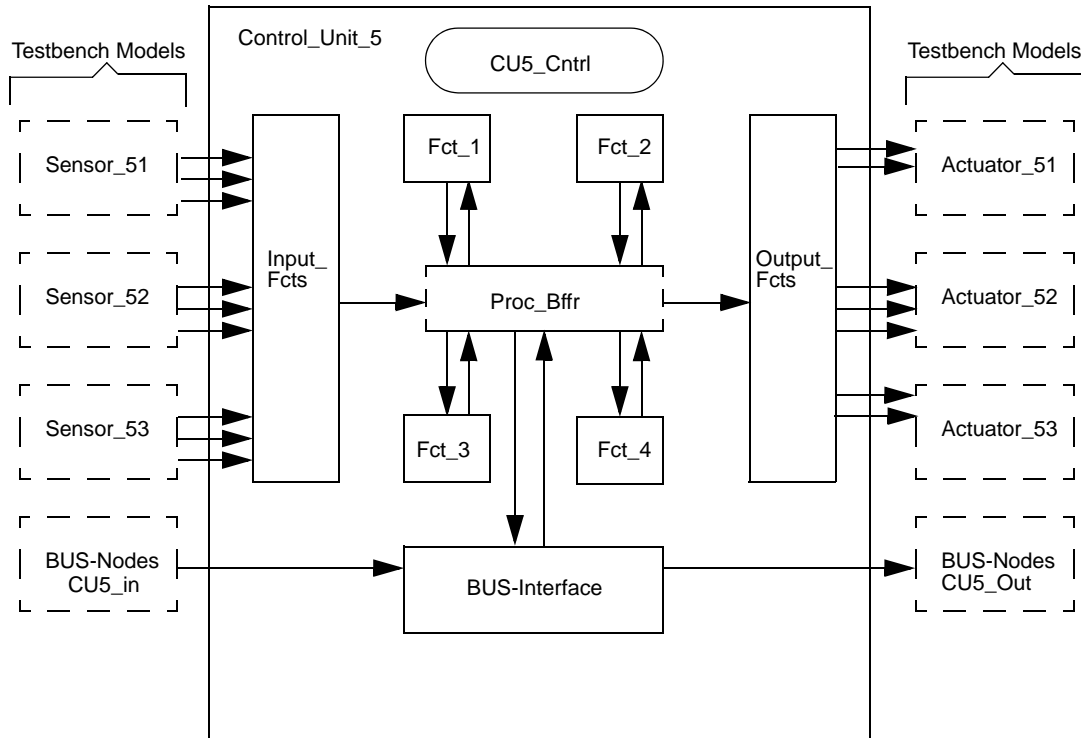 Control_Unit_5
Testbench Models
Testbench Models
CU5_Cntrl
Sensor_51
Fct_1
Fct_2
Actuator_51
Input_
Fcts
Output_
Fcts
Sensor_52
Proc_Bffr
Actuator_52
Sensor_53
Fct_3
Fct_4
Actuator_53
BUS-Nodes
CU5_in
BUS-Interface
BUS-Nodes
CU5_Out